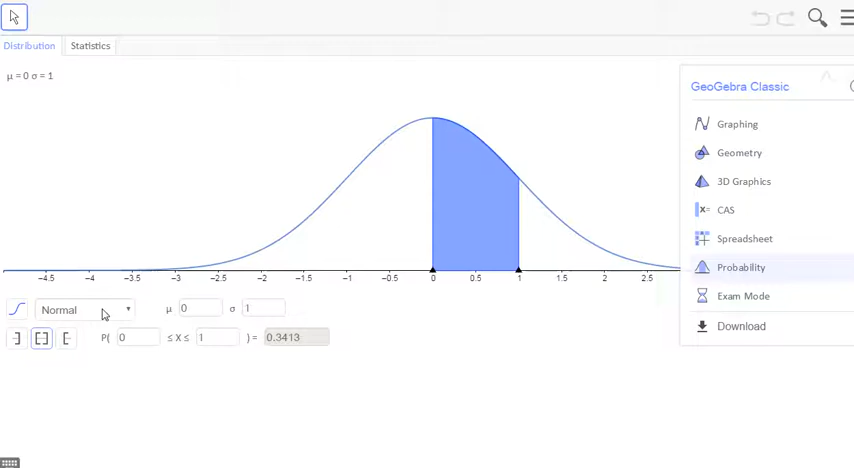 Distribution
Statistics
μ = 0 σ = 1
GeoGebra Classic
Graphing
Geometry
3D Graphics
X= CAS
Spreadsheet
Probability
Exam Mode
Download
−4.5 −4 −3.5 −3 −2.5 −2 −1.5 −1 −0.5 0 0.5 1 1.5 2 2.5
Normal μ 0 σ 1
P( 0 ≤ X ≤ 1 ) = 0.3413